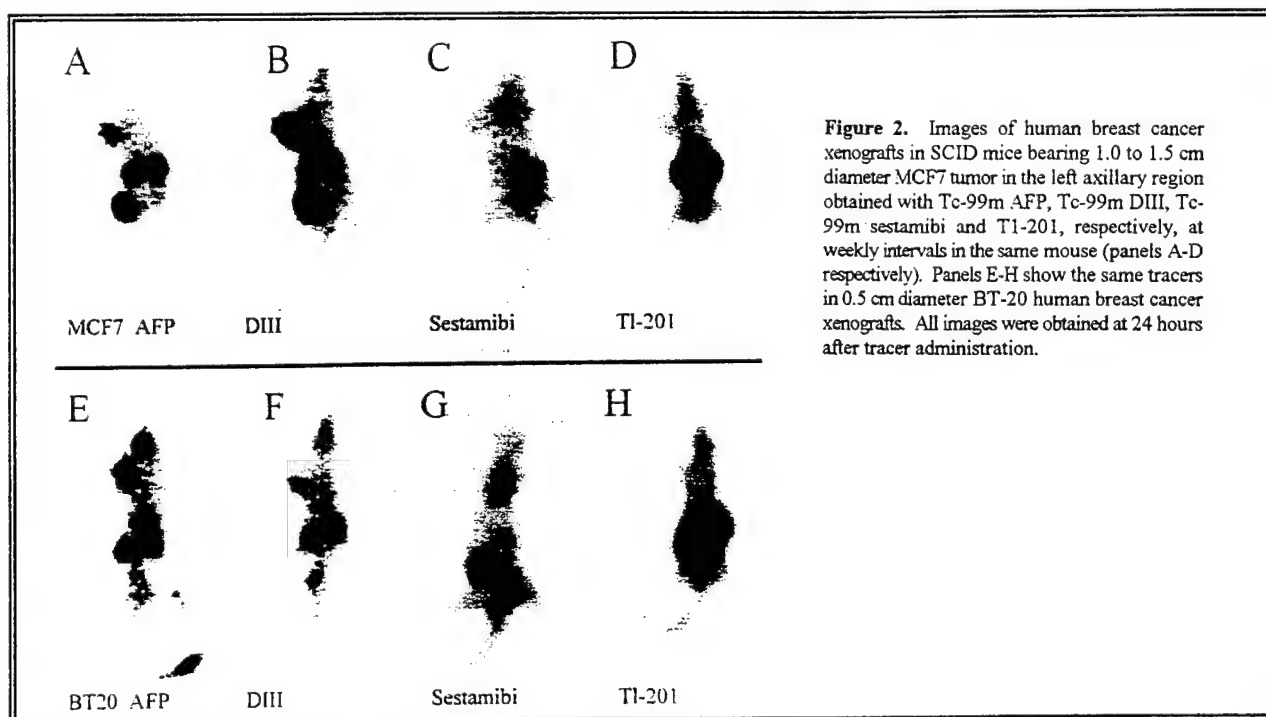 A
B
C
D
MCF7 AFP
DIII
Sestamibi
Tl-201
Figure 2. Images of human breast cancer
xenografts in SCID mice bearing 1.0 to 1.5 cm
diameter MCF7 tumor in the left axillary region
obtained with Tc-99m AFP, Tc-99m DIII, Tc-
99m sestamibi and T1-201, respectively, at
weekly intervals in the same mouse (panels A-D
respectively). Panels E-H show the same tracers
in 0.5 cm diameter BT-20 human breast cancer
xenografts. All images were obtained at 24 hours
after tracer administration.
E
F
G
H
BT20 AFP
DIII
Sestamibi
Tl-201